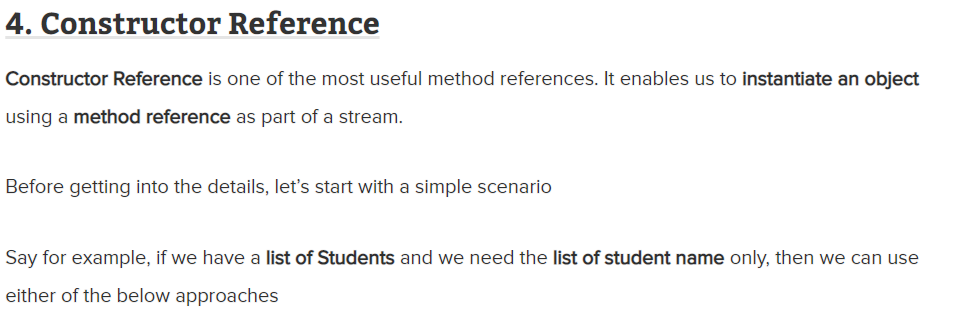 4. Constructor Reference
Constructor Reference is one of the most useful method references. It enables us to instantiate an object
using a method reference as part of a stream.
Before getting into the details, let’s start with a simple scenario
Say for example, if we have a list of Students and we need the list of student name only, then we can use
either of the below approaches